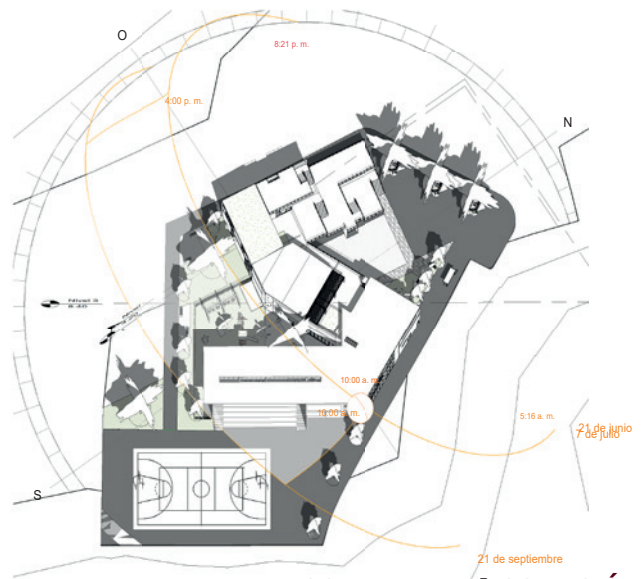 O
8:21 p. m.
4:00 p. m.
N
10:00 a. m.
10:00 a. m.
5:16 a. m.
21 de junio
7 de julio
S
21 de septiembre